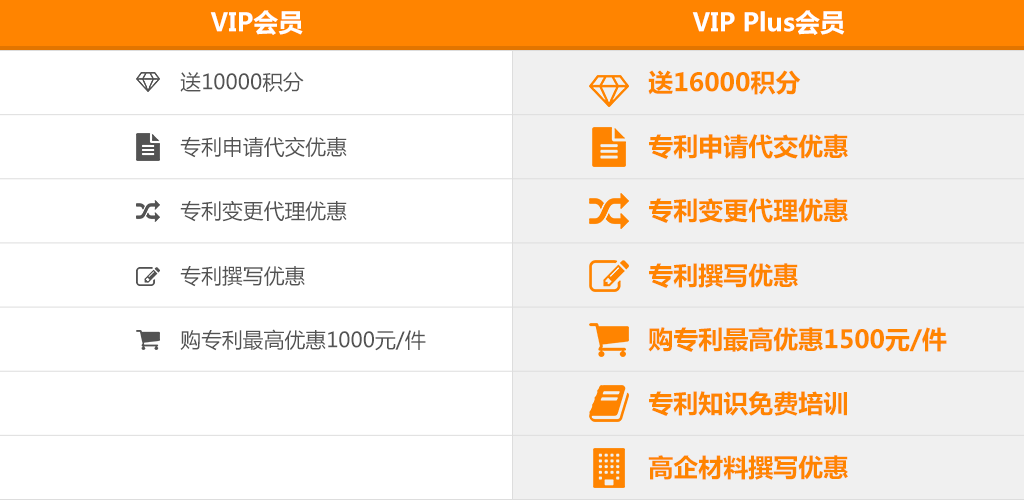 VIP会员
VIP Plus会员
送10000积分
送16000积分
专利申请代交优惠
专利申请代交优惠
专利变更代理优惠
专利变更代理优惠
专利撰写优惠
专利撰写优惠
购专利最高优惠1000元/件
购专利最高优惠1500元/件
专利知识免费培训
高企材料撰写优惠